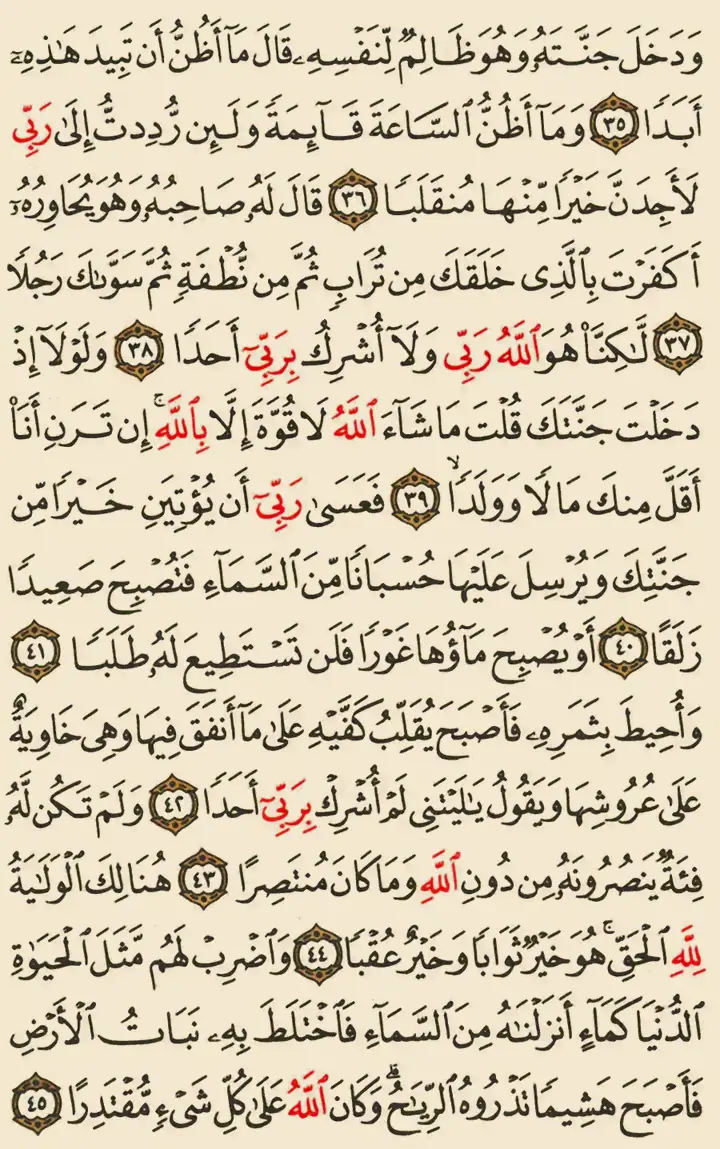 وَدَخَلَ جَنَّتَهُۥ وَهُوَ ظَالِمٌ لِّنَفْسِهِۦ قَالَ مَآ أَظُنُّ أَن تَبِيدَ هَٰذِهِۦٓ
أَبَدًا ٣٥ وَمَآ أَظُنُّ ٱلسَّاعَةَ قَآئِمَةً وَلَئِن رُّدِدتُّ إِلَىٰ رَبِّى
لَأَجِدَنَّ خَيْرًا مِّنْهَا مُنقَلَبًا ٣٦ قَالَ لَهُۥ صَاحِبُهُۥ وَهُوَ يُحَاوِرُهُۥٓ
أَكَفَرْتَ بِٱلَّذِى خَلَقَكَ مِن تُرَابٍ ثُمَّ مِن نُّطْفَةٍ ثُمَّ سَوَّىٰكَ رَجُلًا
٣٧ لَّٰكِنَّا۠ هُوَ ٱللَّهُ رَبِّى وَلَآ أُشْرِكُ بِرَبِّىٓ أَحَدًا ٣٨ وَلَوْلَآ إِذْ
دَخَلْتَ جَنَّتَكَ قُلْتَ مَا شَآءَ ٱللَّهُ لَا قُوَّةَ إِلَّا بِٱللَّهِ ۚ إِن تَرَنِ أَنَا۠
أَقَلَّ مِنكَ مَالًا وَوَلَدًا ۙ ٣٩ فَعَسَىٰ رَبِّىٓ أَن يُؤْتِيَنِ خَيْرًا مِّن
جَنَّتِكَ وَيُرْسِلَ عَلَيْهَا حُسْبَانًا مِّنَ ٱلسَّمَآءِ فَتُصْبِحَ صَعِيدًا
زَلَقًا ٤٠ أَوْ يُصْبِحَ مَآؤُهَا غَوْرًا فَلَن تَسْتَطِيعَ لَهُۥ طَلَبًا ٤١
وَأُحِيطَ بِثَمَرِهِۦ فَأَصْبَحَ يُقَلِّبُ كَفَّيْهِ عَلَىٰ مَآ أَنفَقَ فِيهَا وَهِىَ خَاوِيَةٌ
عَلَىٰ عُرُوشِهَا وَيَقُولُ يَٰلَيْتَنِى لَمْ أُشْرِكْ بِرَبِّىٓ أَحَدًا ٤٢ وَلَمْ تَكُن لَّهُۥ
فِئَةٌ يَنصُرُونَهُۥ مِن دُونِ ٱللَّهِ وَمَا كَانَ مُنتَصِرًا ٤٣ هُنَالِكَ ٱلْوَلَٰيَةُ
لِلَّهِ ٱلْحَقِّ ۚ هُوَ خَيْرٌ ثَوَابًا وَخَيْرٌ عُقْبًا ٤٤ وَٱضْرِبْ لَهُم مَّثَلَ ٱلْحَيَوٰةِ
ٱلدُّنْيَا كَمَآءٍ أَنزَلْنَٰهُ مِنَ ٱلسَّمَآءِ فَٱخْتَلَطَ بِهِۦ نَبَاتُ ٱلْأَرْضِ
فَأَصْبَحَ هَشِيمًا تَذْرُوهُ ٱلرِّيَٰحُ ۗ وَكَانَ ٱللَّهُ عَلَىٰ كُلِّ شَىْءٍ مُّقْتَدِرًا ٤٥